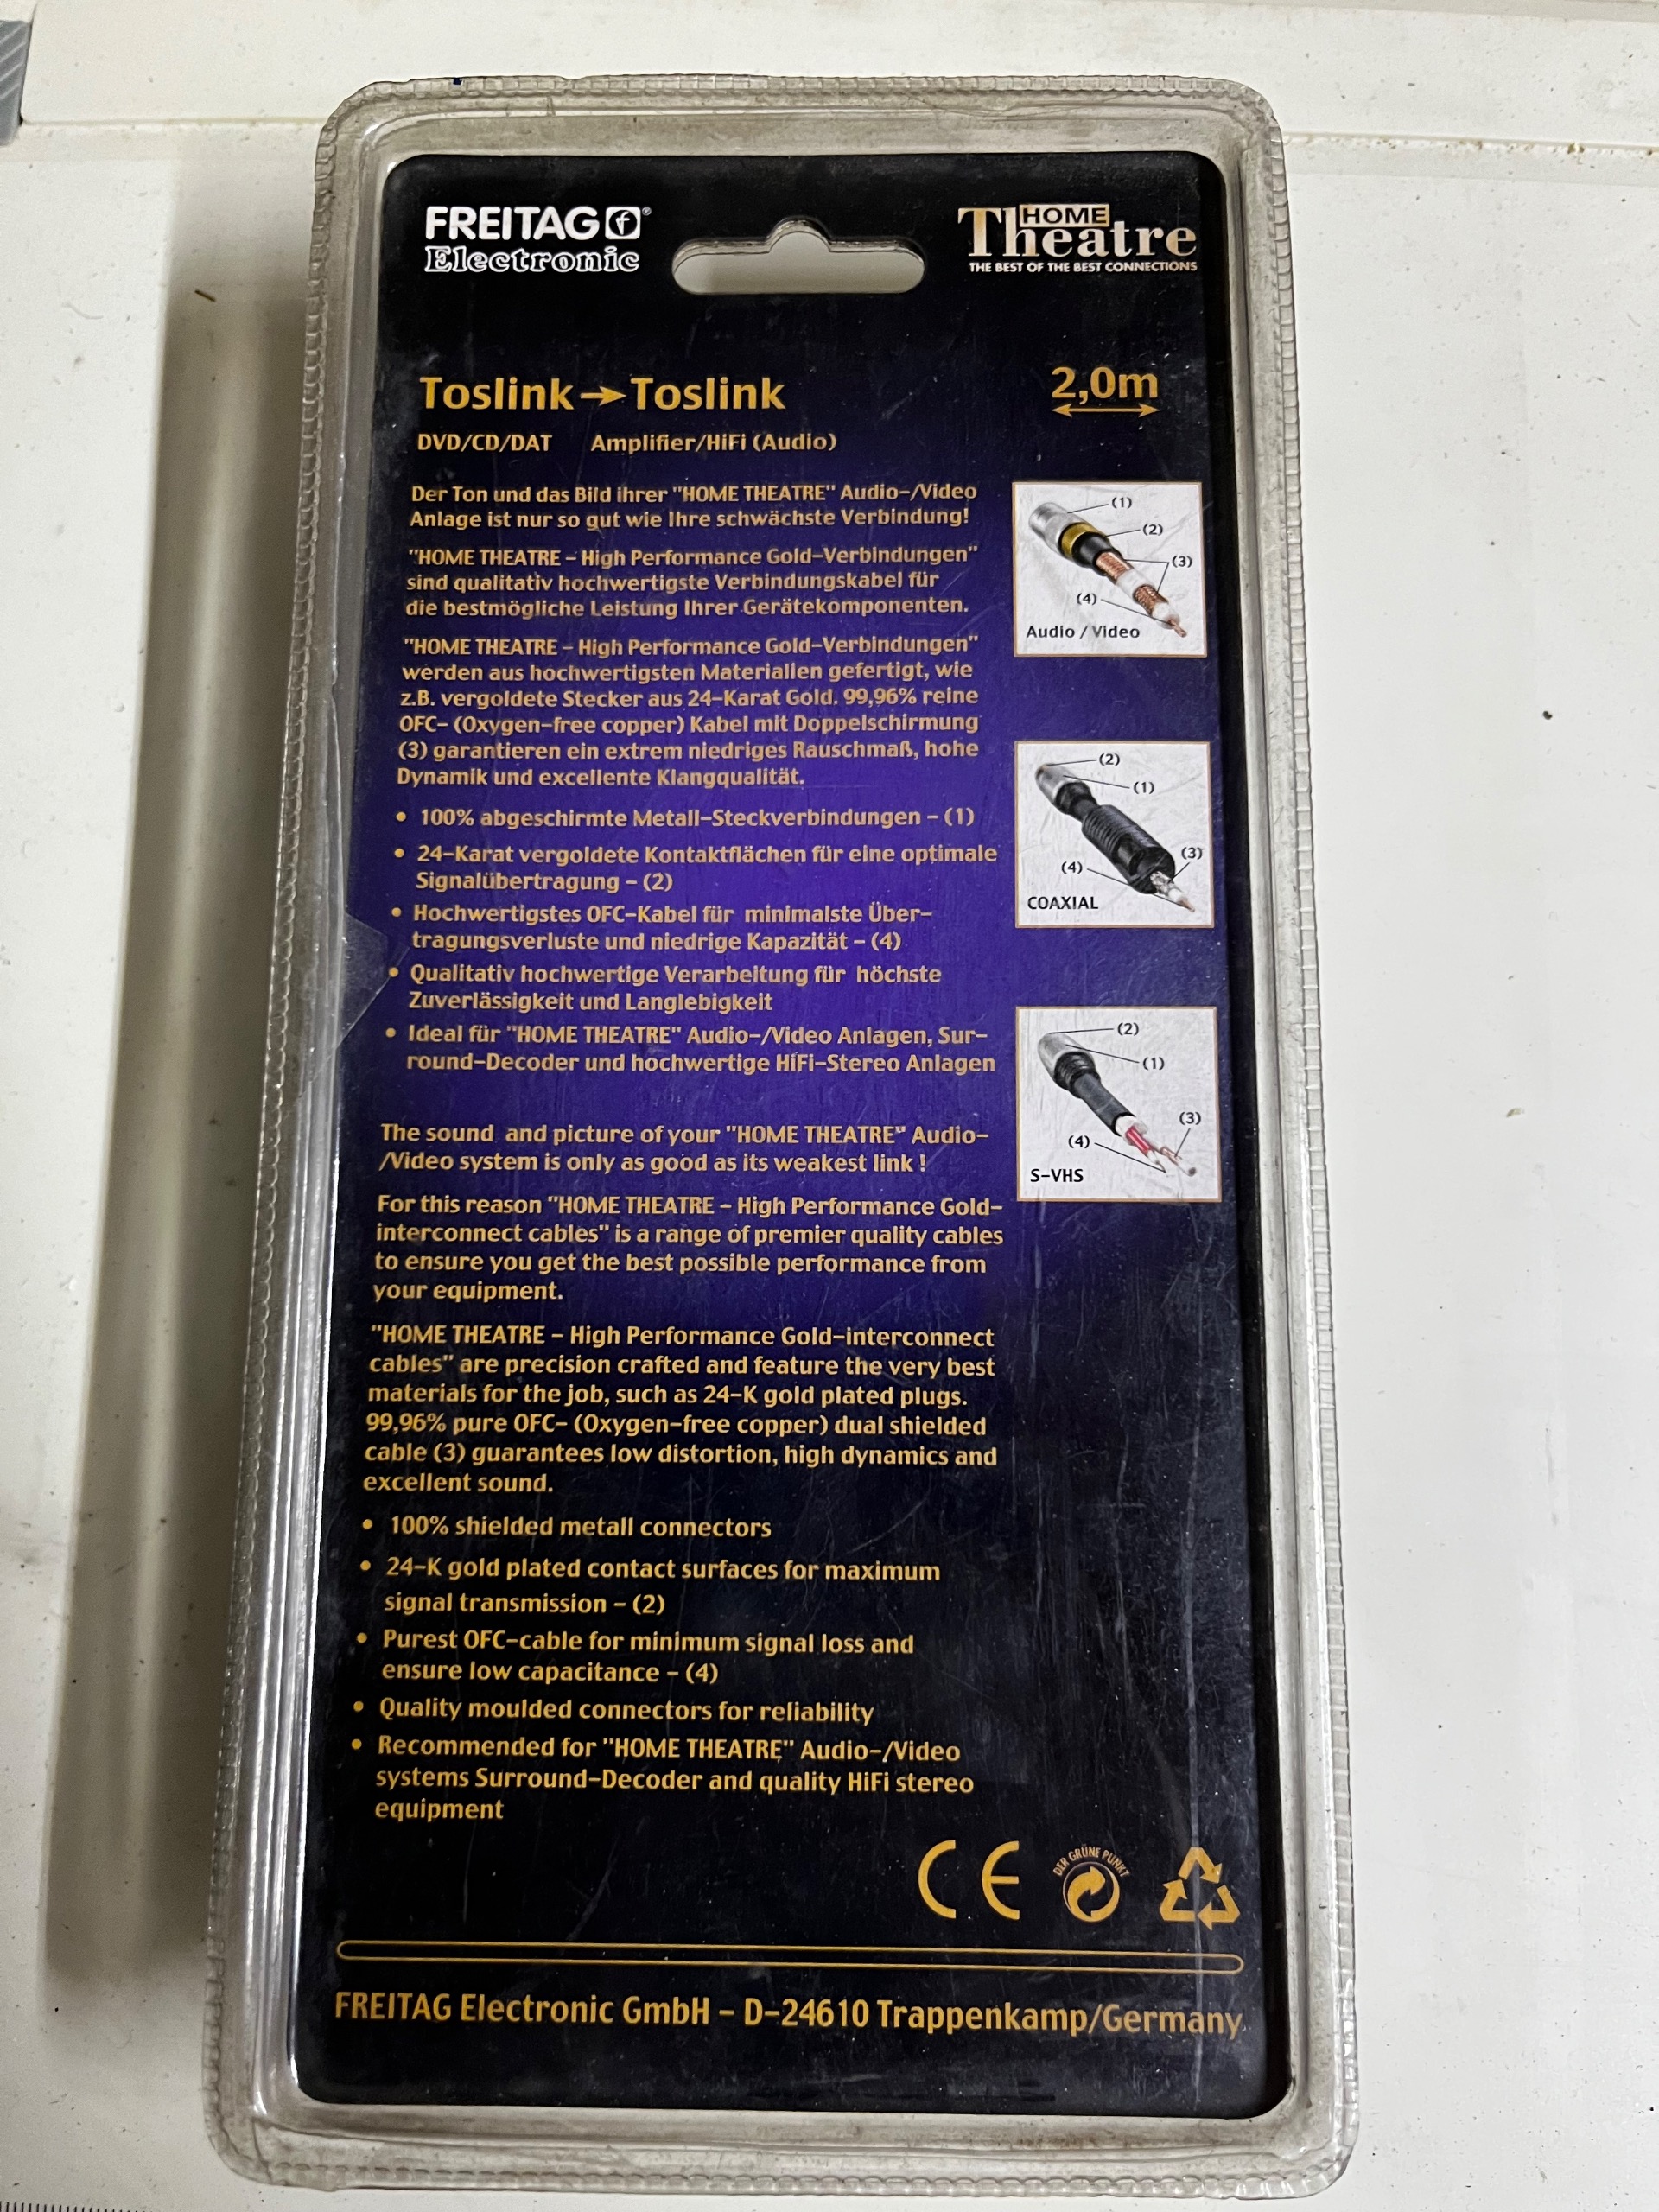 FREITAG f®
Electronic
HOME
Theatre
THE BEST OF THE BEST CONNECTIONS
Toslink→Toslink
2,0m
DVD/CD/DAT Amplifier/HiFi (Audio)
Der Ton und das Bild ihrer "HOME THEATRE" Audio-/Video
Anlage ist nur so gut wie Ihre schwächste Verbindung!
"HOME THEATRE – High Performance Gold-Verbindungen"
sind qualitativ hochwertigste Verbindungskabel für
die bestmögliche Leistung Ihrer Gerätekomponenten.
"HOME THEATRE – High Performance Gold-Verbindungen"
werden aus hochwertigsten Materialien gefertigt, wie
z.B. vergoldete Stecker aus 24-Karat Gold. 99,96% reine
OFC- (Oxygen-free copper) Kabel mit Doppelschirmung
(3) garantieren ein extrem niedriges Rauschmaß, hohe
Dynamik und excellente Klangqualität.
• 100% abgeschirmte Metall-Steckverbindungen – (1)
• 24-Karat vergoldete Kontaktflächen für eine optimale
Signalübertragung – (2)
• Hochwertigstes OFC-Kabel für minimalste Über-
tragungsverluste und niedrige Kapazität – (4)
• Qualitativ hochwertige Verarbeitung für höchste
Zuverlässigkeit und Langlebigkeit
• Ideal für "HOME THEATRE" Audio-/Video Anlagen, Sur-
round-Decoder und hochwertige HiFi-Stereo Anlagen
(1)
(2)
(3)
(4)
Audio / Video
(2)
(1)
(3)
(4)
COAXIAL
(2)
(1)
(3)
(4)
S-VHS
The sound and picture of your "HOME THEATRE" Audio-
/Video system is only as good as its weakest link !
For this reason "HOME THEATRE – High Performance Gold-
interconnect cables" is a range of premier quality cables
to ensure you get the best possible performance from
your equipment.
"HOME THEATRE – High Performance Gold-interconnect
cables" are precision crafted and feature the very best
materials for the job, such as 24-K gold plated plugs.
99,96% pure OFC- (Oxygen-free copper) dual shielded
cable (3) guarantees low distortion, high dynamics and
excellent sound.
• 100% shielded metall connectors
• 24-K gold plated contact surfaces for maximum
signal transmission – (2)
• Purest OFC-cable for minimum signal loss and
ensure low capacitance – (4)
• Quality moulded connectors for reliability
• Recommended for "HOME THEATRE" Audio-/Video
systems Surround-Decoder and quality HiFi stereo
equipment
CE
DER GRÜNE PUNKT
FREITAG Electronic GmbH – D-24610 Trappenkamp/Germany